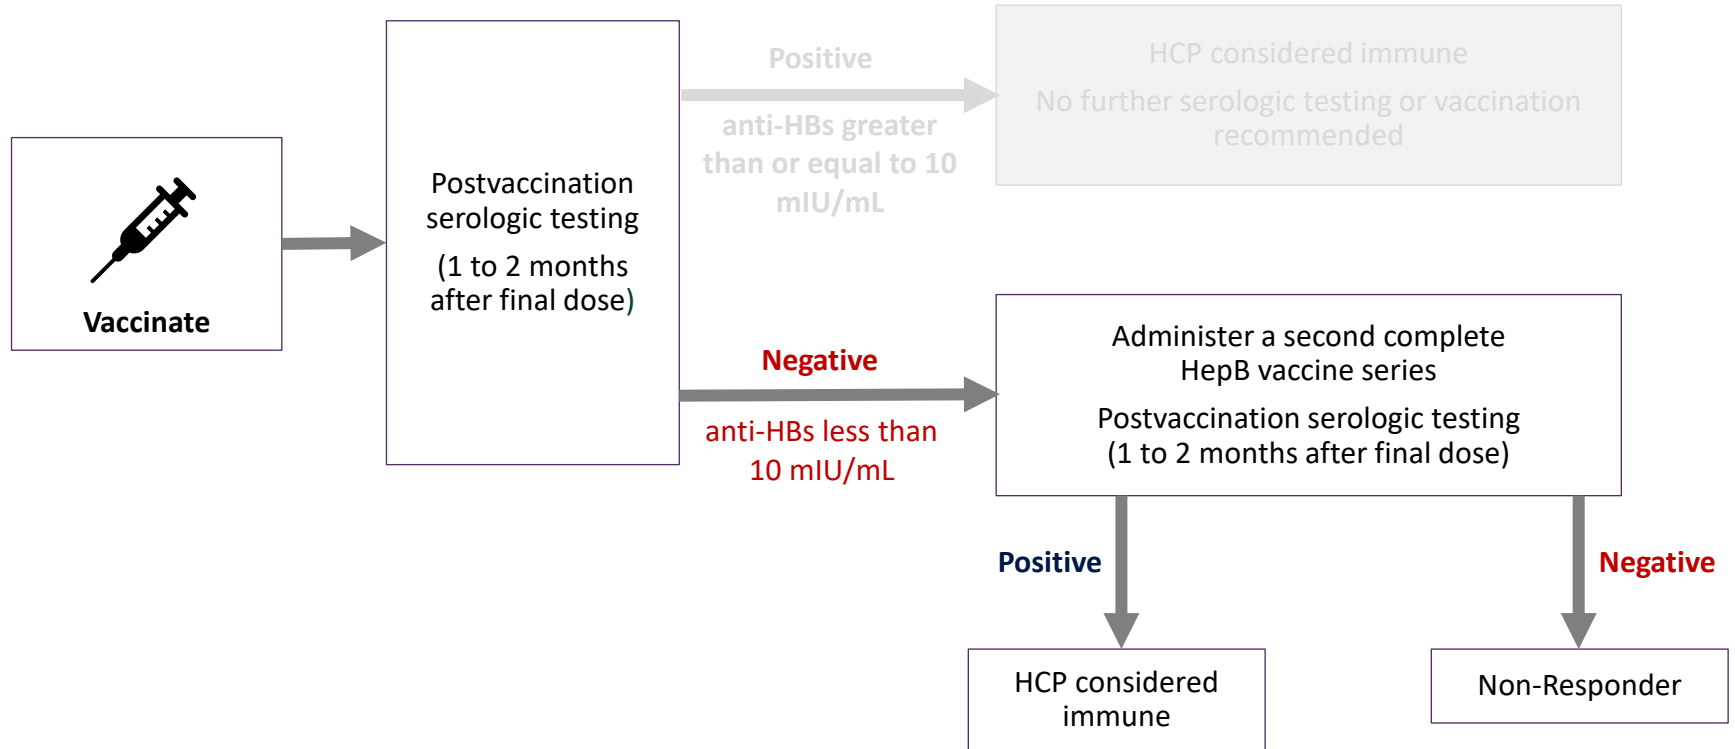 Vaccinate
Postvaccination
serologic testing
(1 to 2 months
after final dose)
Positive
anti-HBs greater
than or equal to 10
mIU/mL
HCP considered immune
No further serologic testing or vaccination
recommended
Negative
anti-HBs less than
10 mIU/mL
Administer a second complete
HepB vaccine series
Postvaccination serologic testing
(1 to 2 months after final dose)
Positive
Negative
HCP considered
immune
Non-Responder